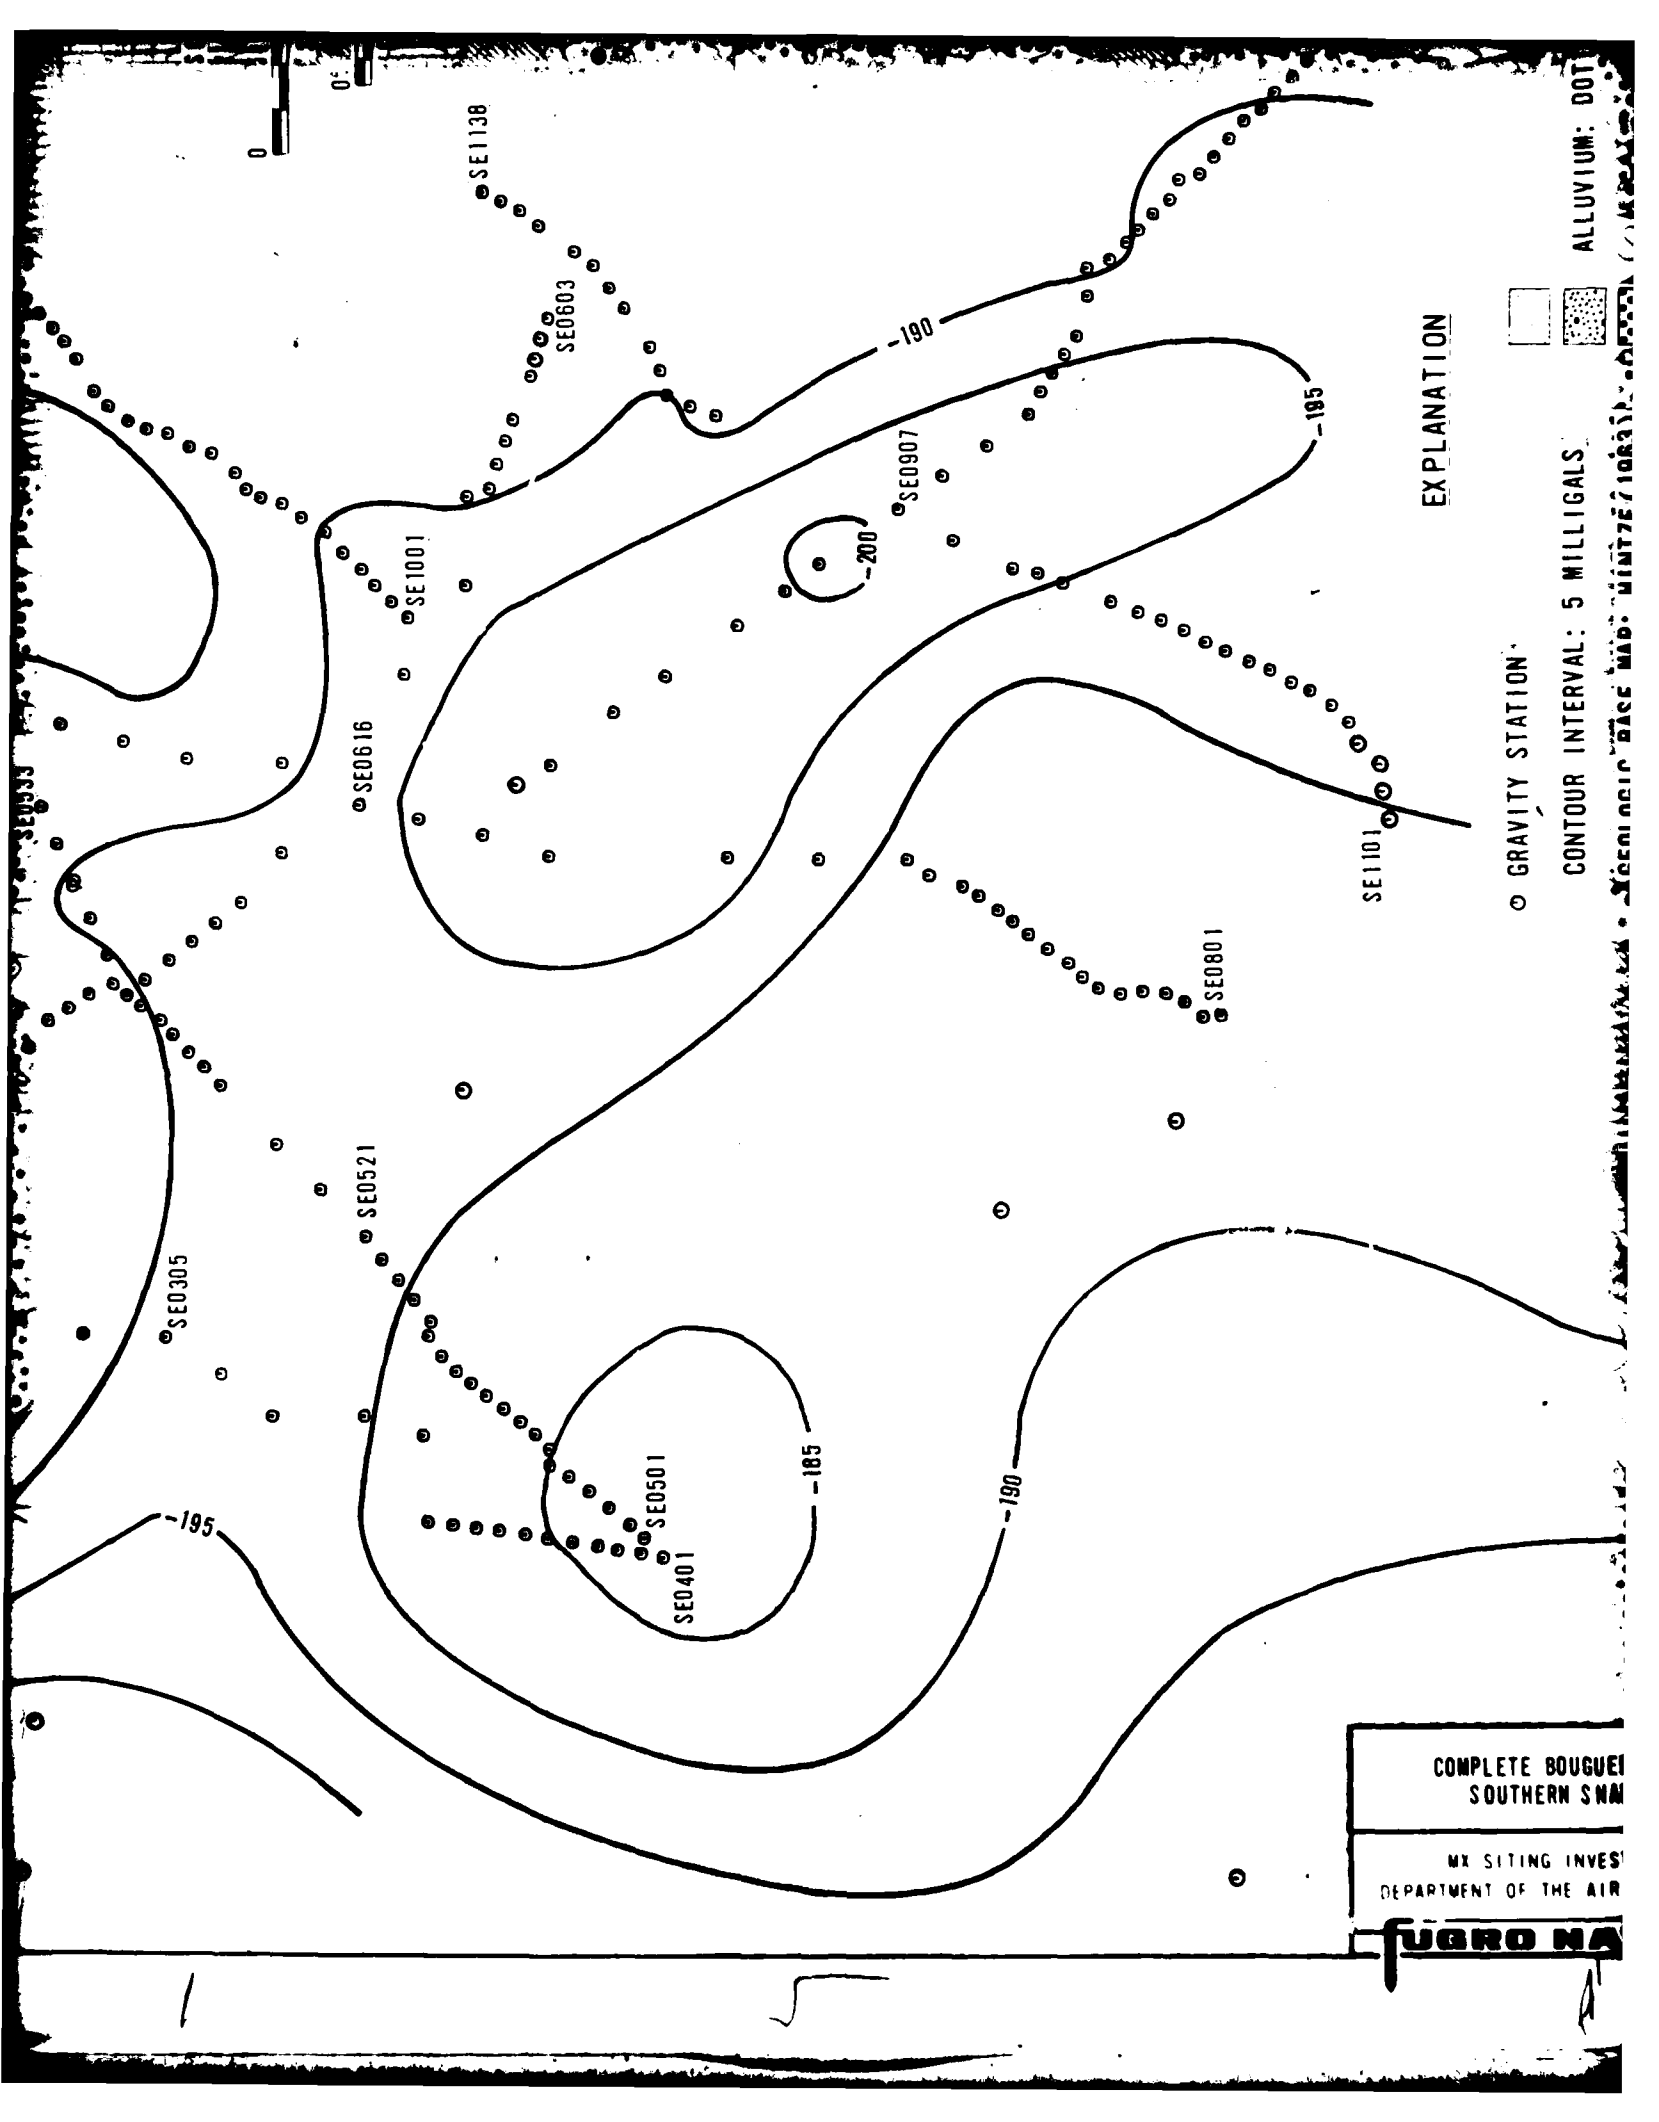 0
0
SE1138
SE0603
-190
-195
SE0907
-200
SE1001
SE0616
SE0521
SE0305
SE0801
SE1101
SE0501
SE0401
-185
-190
-195
EXPLANATION
ALLUVIUM: DOT
GRAVITY STATION
CONTOUR INTERVAL: 5 MILLIGALS
COMPLETE BOUGUE
SOUTHERN SNA
MX SITING INVES
DEPARTMENT OF THE AIR
FUGRO NA